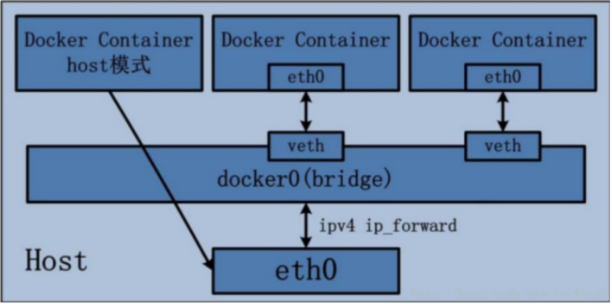 Docker Container
host模式
Docker Container
eth0
Docker Container
eth0
veth
veth
docker0(bridge)
ipv4 ip_forward
Host
eth0